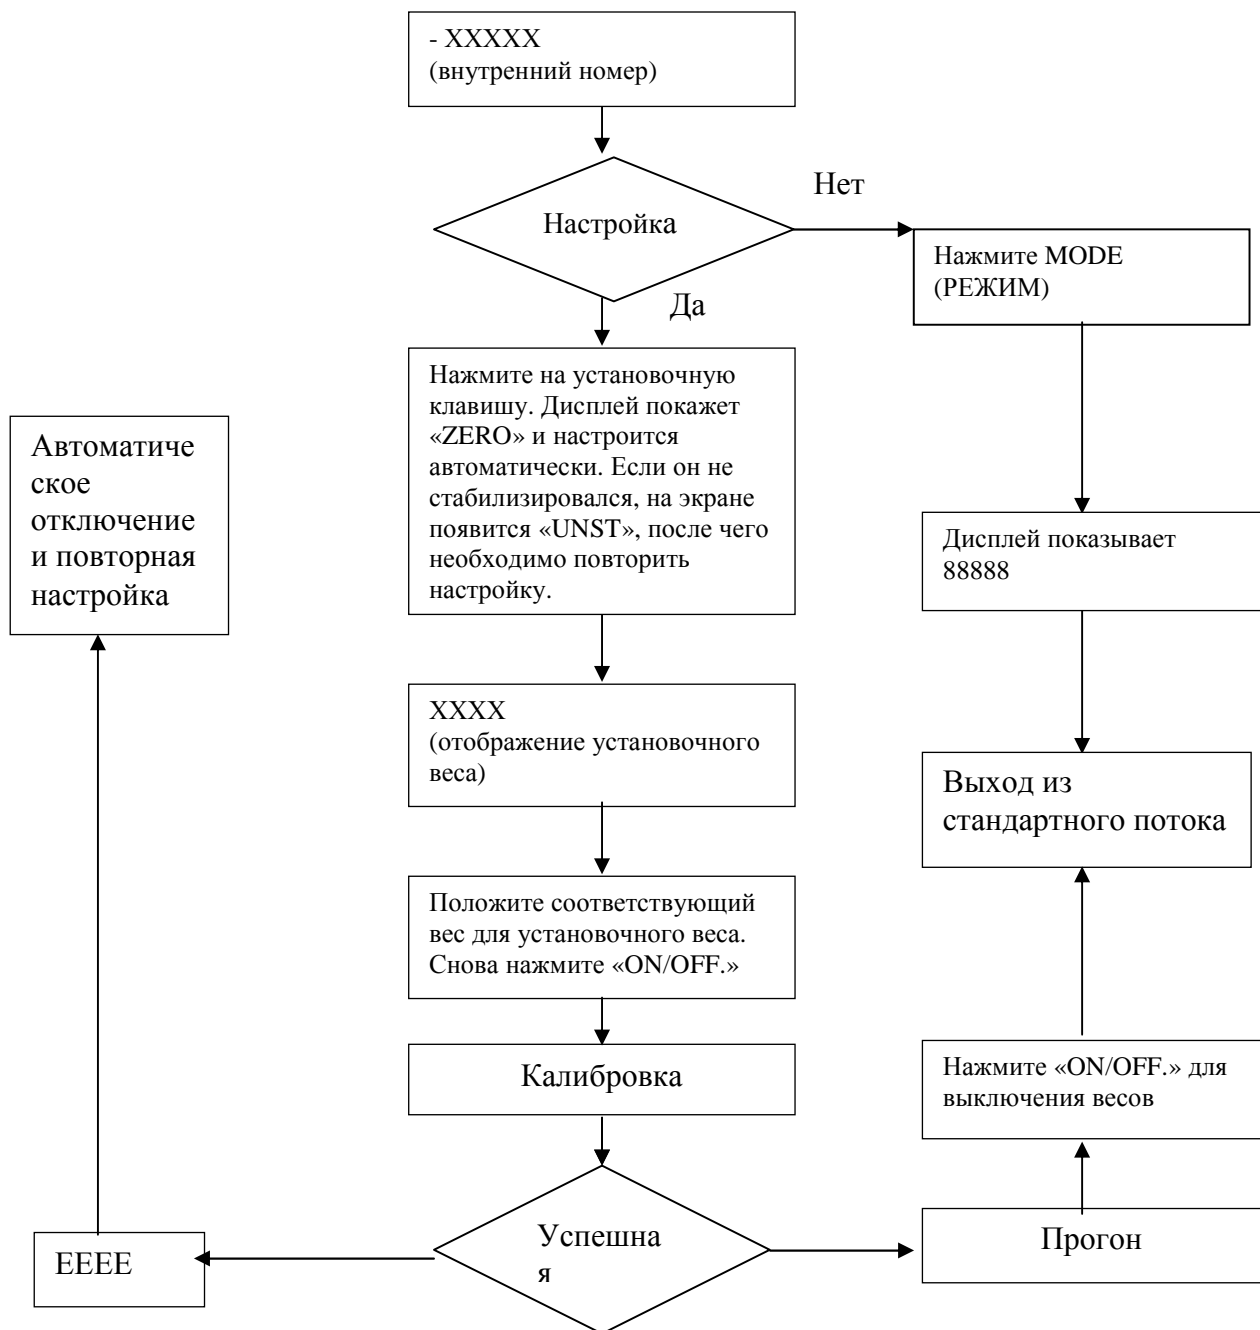 - XXXXX
(внутренний номер)
Настройка
Нет
Нажмите MODE
(РЕЖИМ)
Да
Нажмите на установочную
клавишу. Дисплей покажет
«ZERO» и настроится
автоматически. Если он не
стабилизировался, на экране
появится «UNST», после чего
необходимо повторить
настройку.
Автоматиче
ское
отключение
и повторная
настройка
Дисплей показывает
88888
XXXX
(отображение установочного
веса)
Выход из
стандартного потока
Положите соответствующий
вес для установочного веса.
Снова нажмите «ON/OFF.»
Калибровка
Нажмите «ON/OFF.» для
выключения весов
Успешна
я
Прогон
EEEE